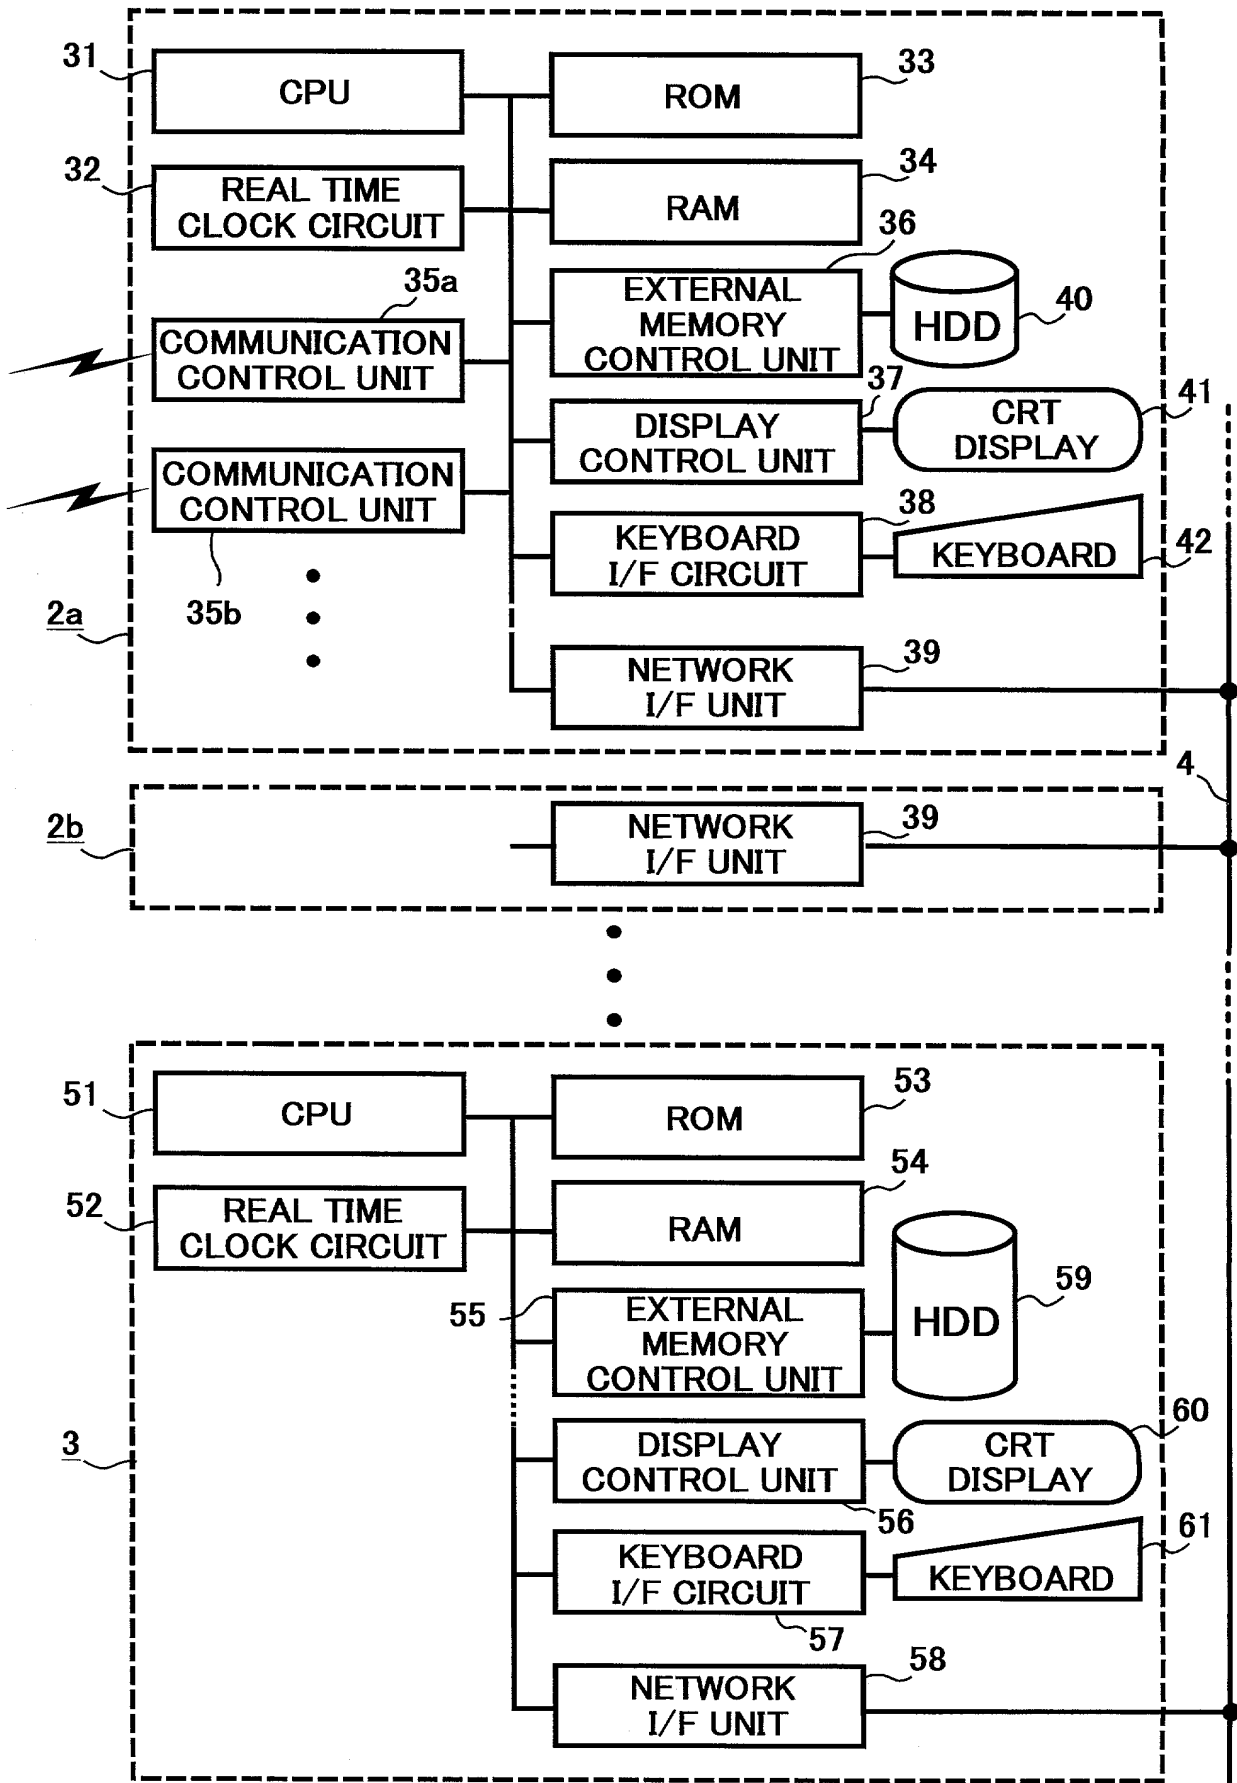 31
CPU
33
ROM
32
REAL TIME
CLOCK CIRCUIT
34
RAM
35a
COMMUNICATION
CONTROL UNIT
36
EXTERNAL
MEMORY
CONTROL UNIT
HDD
40
37
DISPLAY
CONTROL UNIT
CRT
DISPLAY
41
COMMUNICATION
CONTROL UNIT
35b
38
KEYBOARD
I/F CIRCUIT
KEYBOARD
42
2a
39
NETWORK
I/F UNIT
4
2b
NETWORK
I/F UNIT
39
51
CPU
53
ROM
52
REAL TIME
CLOCK CIRCUIT
54
RAM
55
EXTERNAL
MEMORY
CONTROL UNIT
HDD
59
3
DISPLAY
CONTROL UNIT
56
CRT
DISPLAY
60
KEYBOARD
I/F CIRCUIT
57
KEYBOARD
61
58
NETWORK
I/F UNIT